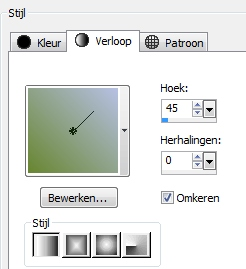 Stijl
Kleur Verloop Patroon
Hoek:
45
Herhalingen:
0
Bewerken... Omkeren
Stijl